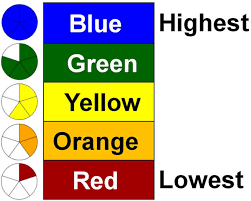 Blue Highest
Green
Yellow
Orange
Red Lowest